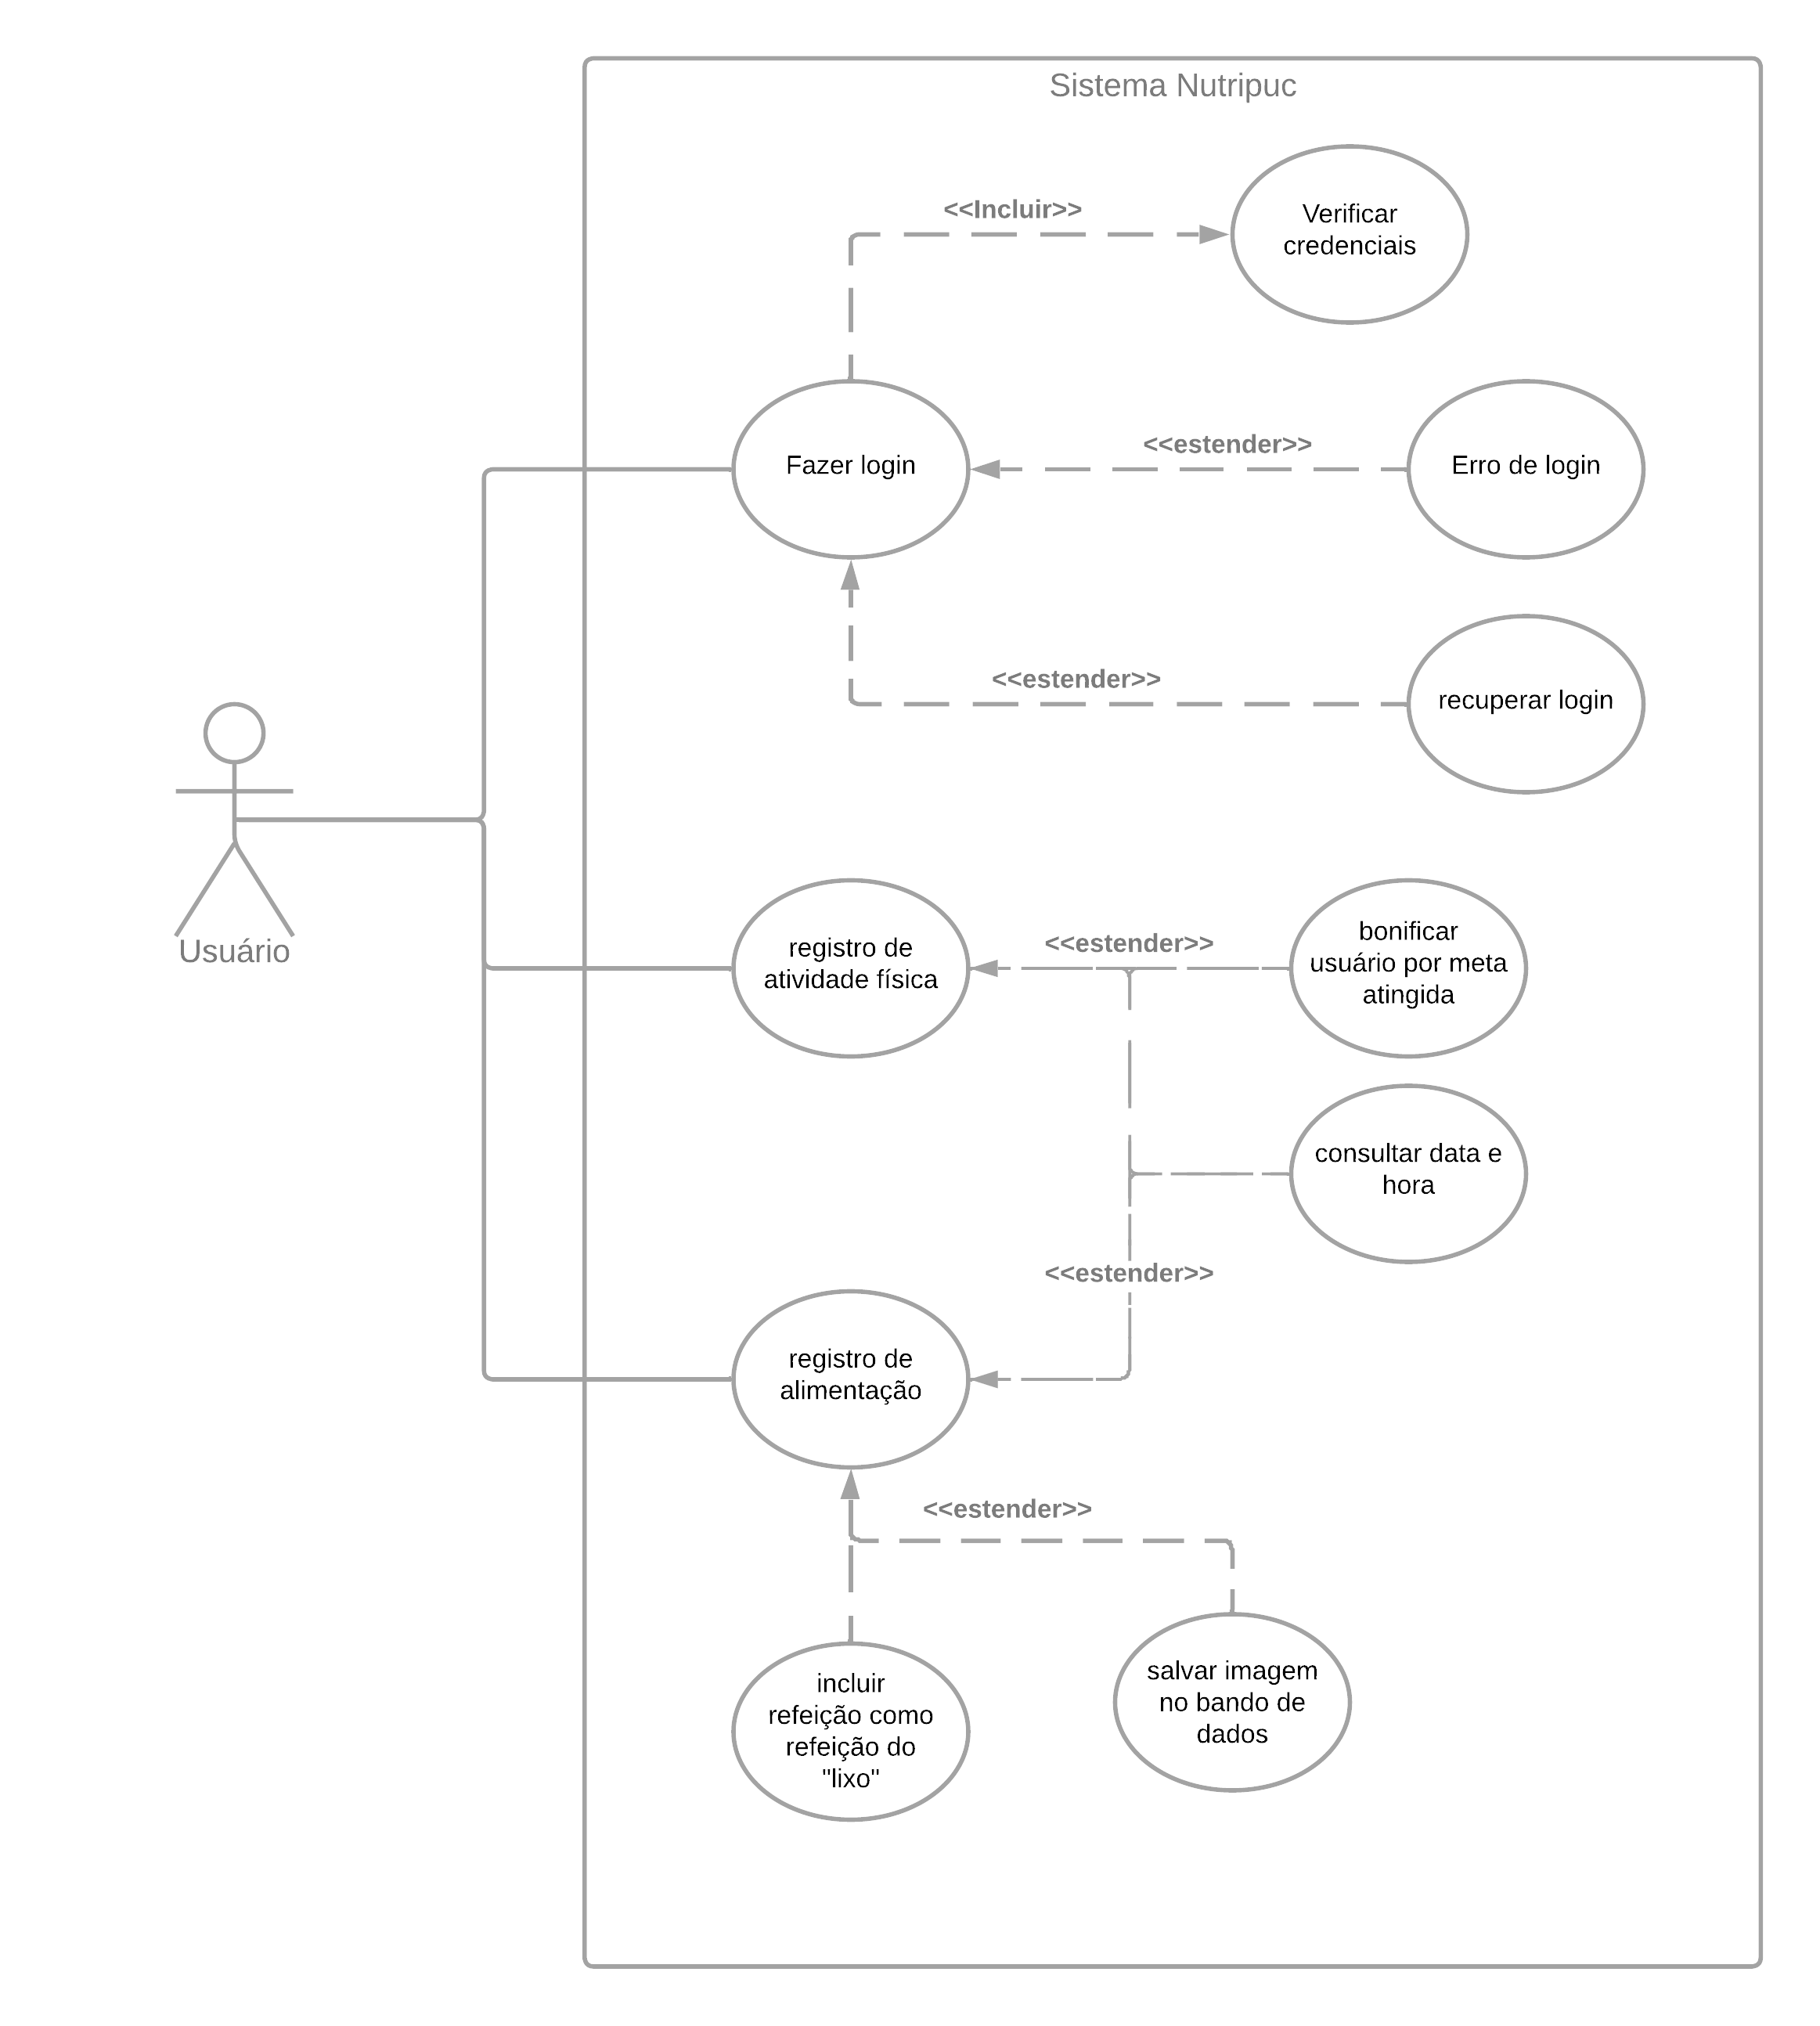 Sistema Nutripuc
<<Incluir>>
Verificar
credenciais
Fazer login
<<estender>>
Erro de login
<<estender>>
recuperar login
Usuário
registro de
atividade física
<<estender>>
bonificar
usuário por meta
atingida
consultar data e
hora
<<estender>>
registro de
alimentação
<<estender>>
incluir
refeição como
refeição do
"lixo"
salvar imagem
no bando de
dados